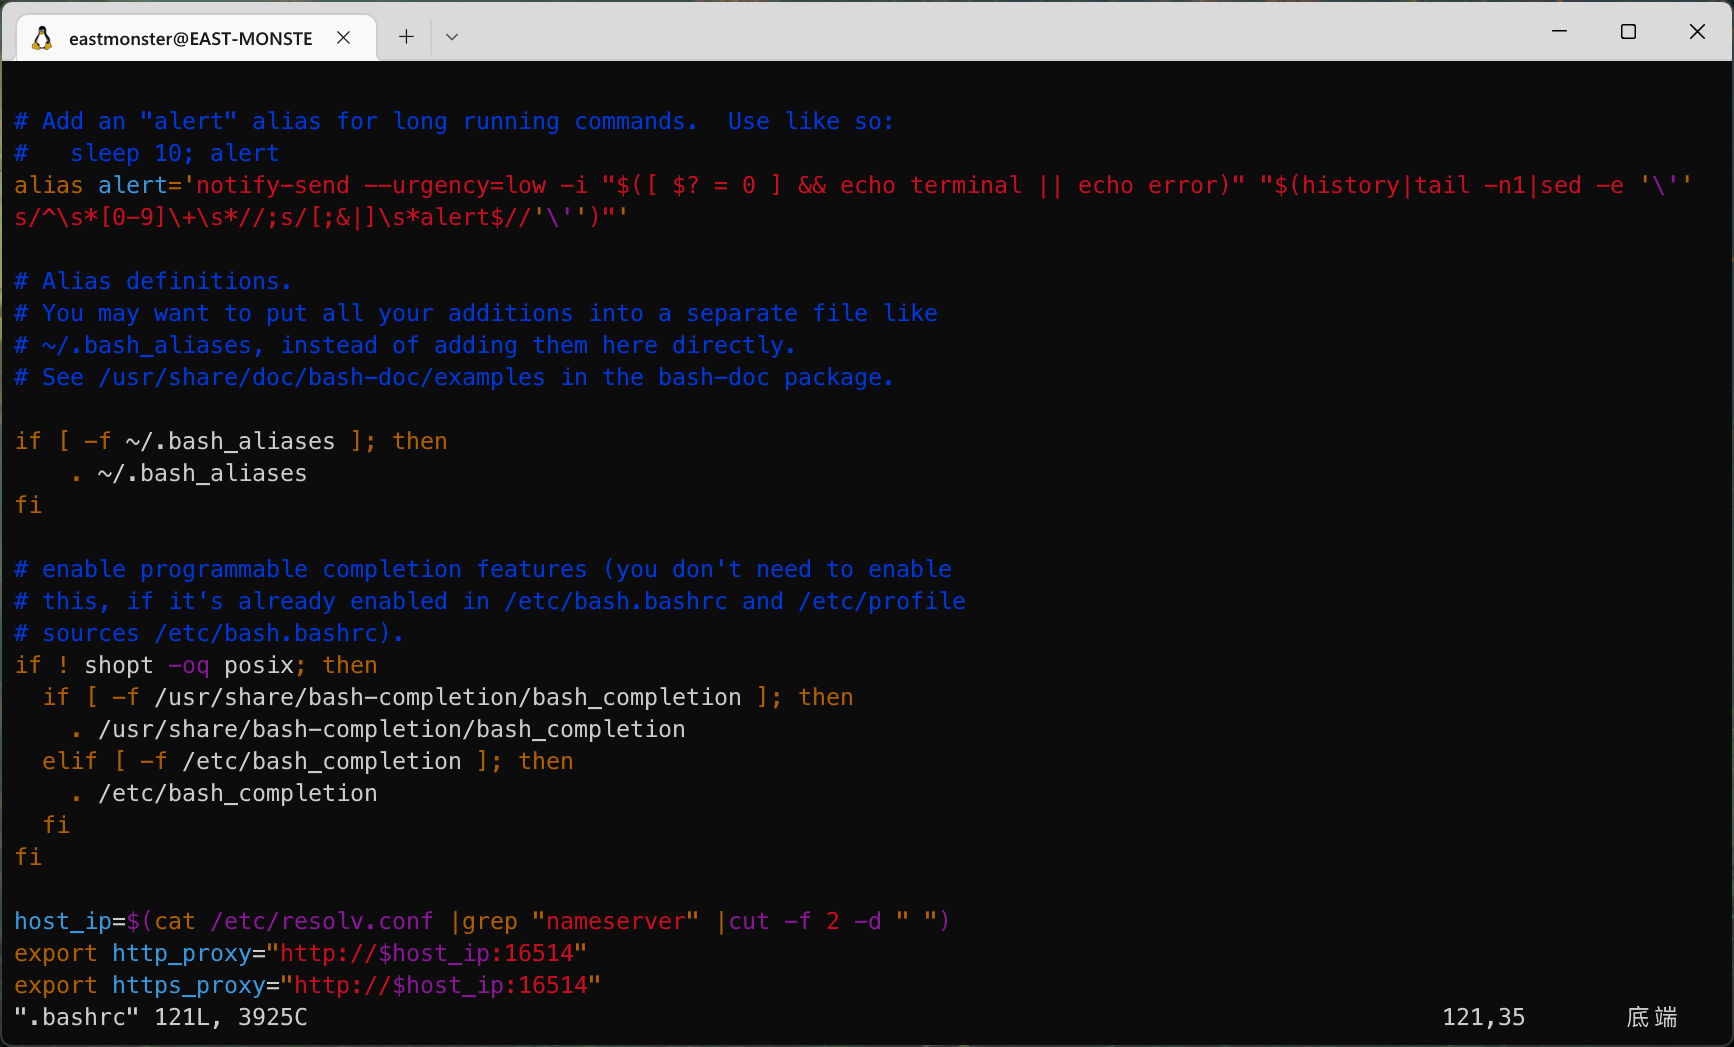 eastmonster@EAST-MONSTE
# Add an "alert" alias for long running commands.  Use like so:
#   sleep 10; alert
alias alert='notify-send --urgency=low -i "$([ $? = 0 ] && echo terminal || echo error)" "$(history|tail -n1|sed -e '\''
s/^\s*[0-9]\+\s*//;s/[;&|]\s*alert$//'\'')"'
# Alias definitions.
# You may want to put all your additions into a separate file like
# ~/.bash_aliases, instead of adding them here directly.
# See /usr/share/doc/bash-doc/examples in the bash-doc package.
if [ -f ~/.bash_aliases ]; then
    . ~/.bash_aliases
fi
# enable programmable completion features (you don't need to enable
# this, if it's already enabled in /etc/bash.bashrc and /etc/profile
# sources /etc/bash.bashrc).
if ! shopt -oq posix; then
  if [ -f /usr/share/bash-completion/bash_completion ]; then
    . /usr/share/bash-completion/bash_completion
  elif [ -f /etc/bash_completion ]; then
    . /etc/bash_completion
  fi
fi
host_ip=$(cat /etc/resolv.conf |grep "nameserver" |cut -f 2 -d " ")
export http_proxy="http://$host_ip:16514"
export https_proxy="http://$host_ip:16514"
".bashrc" 121L, 3925C 121,35 底端